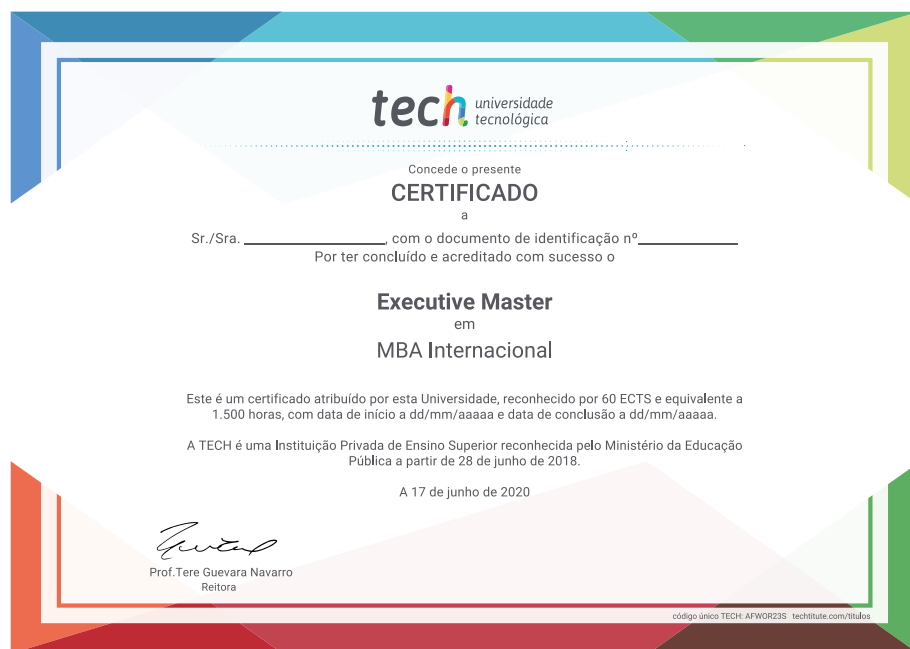 tech universidade
tecnológica
Concede o presente
CERTIFICADO
a
Sr./Sra. ________________, com o documento de identificação nº____________
Por ter concluído e acreditado com sucesso o
Executive Master
em
MBA Internacional
Este é um certificado atribuído por esta Universidade, reconhecido por 60 ECTS e equivalente a
1.500 horas, com data de início a dd/mm/aaaaa e data de conclusão a dd/mm/aaaaa.
A TECH é uma Instituição Privada de Ensino Superior reconhecida pelo Ministério da Educação
Pública a partir de 28 de junho de 2018.
A 17 de junho de 2020
Prof.Tere Guevara Navarro
Reitora
código único TECH: AFWOR23S techtitute.com/titulos